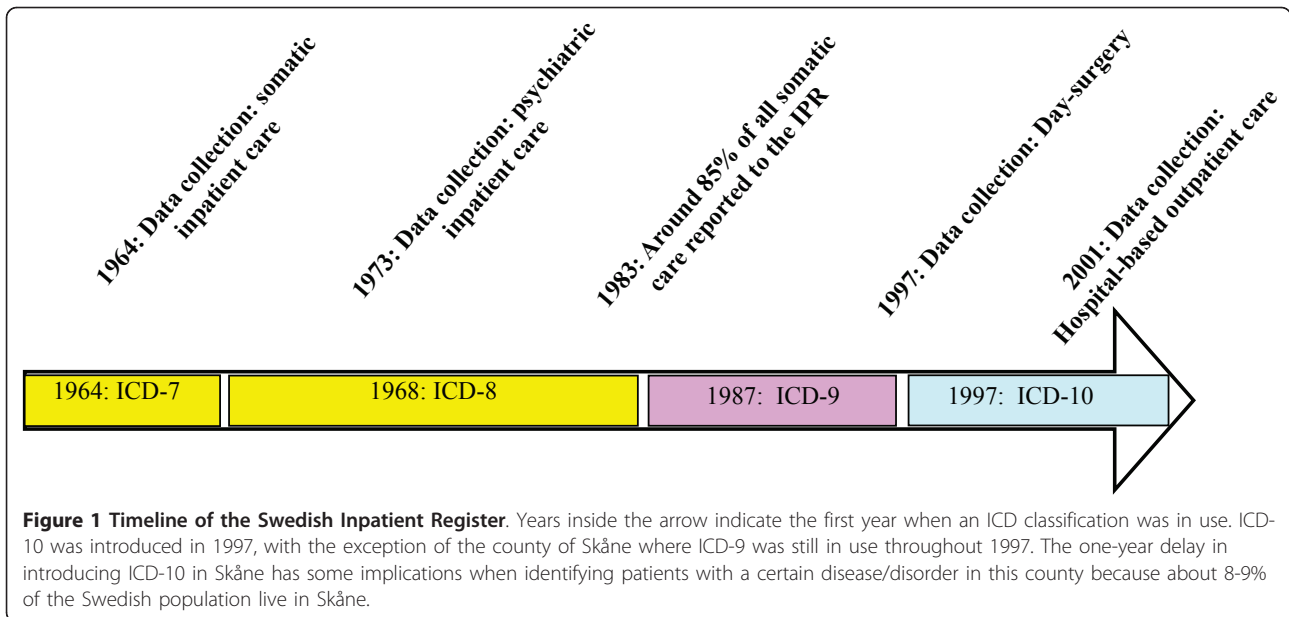 1964: Data collection: somatic
inpatient care
1973: Data collection: psychiatric
inpatient care
1983: Around 85% of all somatic
care reported to the IPR
1997: Data collection: Day-surgery
2001: Data collection:
Hospital-based outpatient care
1964: ICD-7
1968: ICD-8
1987: ICD-9
1997: ICD-10
Figure 1 Timeline of the Swedish Inpatient Register. Years inside the arrow indicate the first year when an ICD classification was in use. ICD-
10 was introduced in 1997, with the exception of the county of Skåne where ICD-9 was still in use throughout 1997. The one-year delay in
introducing ICD-10 in Skåne has some implications when identifying patients with a certain disease/disorder in this county because about 8-9%
of the Swedish population live in Skåne.